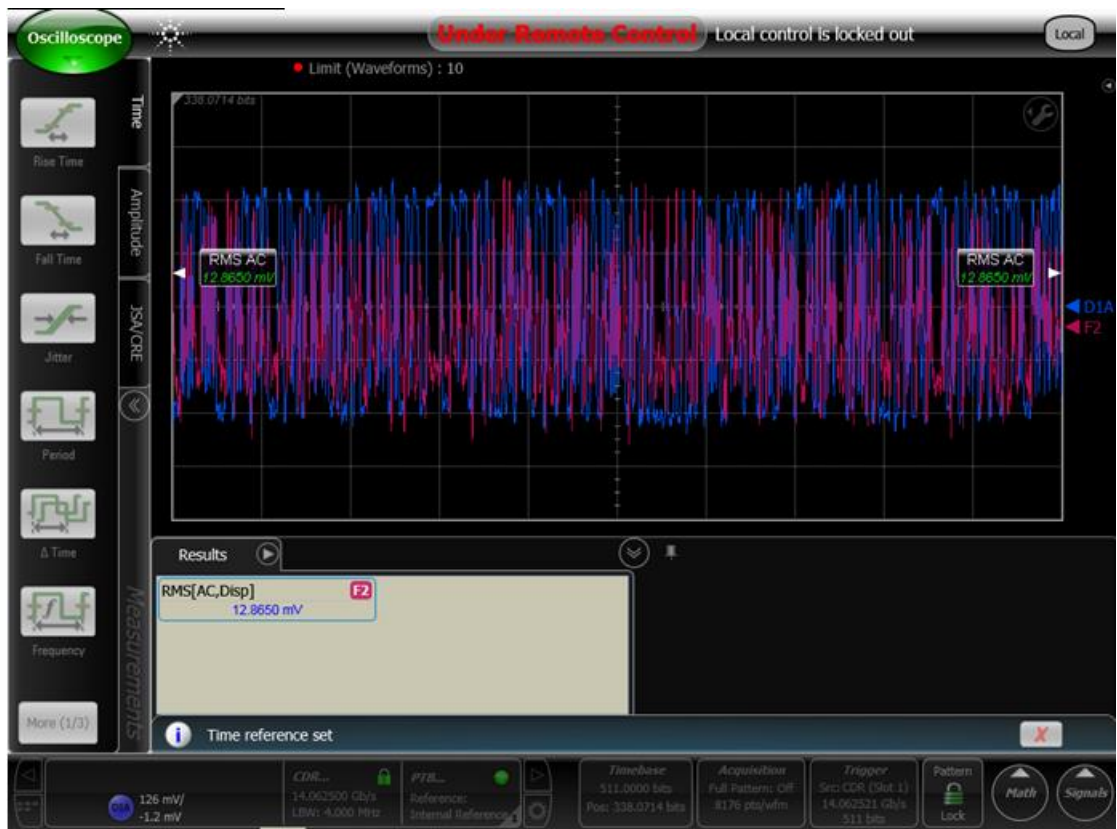 Oscilloscope
Under Remote Control Local control is locked out
Local
Limit (Waveforms) : 10
338.0714 bits
Rise Time
Fall Time
Jitter
Period
Δ Time
Frequency
More (1/3)
Time
Amplitude
JSA/CRE
Measurements
RMS AC
12.8650 mV
RMS AC
12.8650 mV
D1A
F2
Results
RMS[AC,Disp] F2
12.8650 mV
i Time reference set X
D1A
126 mV/
-1.2 mV
CDR...
14.062500 Gb/s
LBW: 4.000 MHz
PTB...
Reference:
Internal Reference
Timebase
511.0000 bits
Pos: 338.0714 bits
Acquisition
Full Pattern: Off
8176 pts/wfm
Trigger
Src: CDR (Slot 1)
14.062521 Gb/s
511 bits
Pattern
Lock
Math
Signals